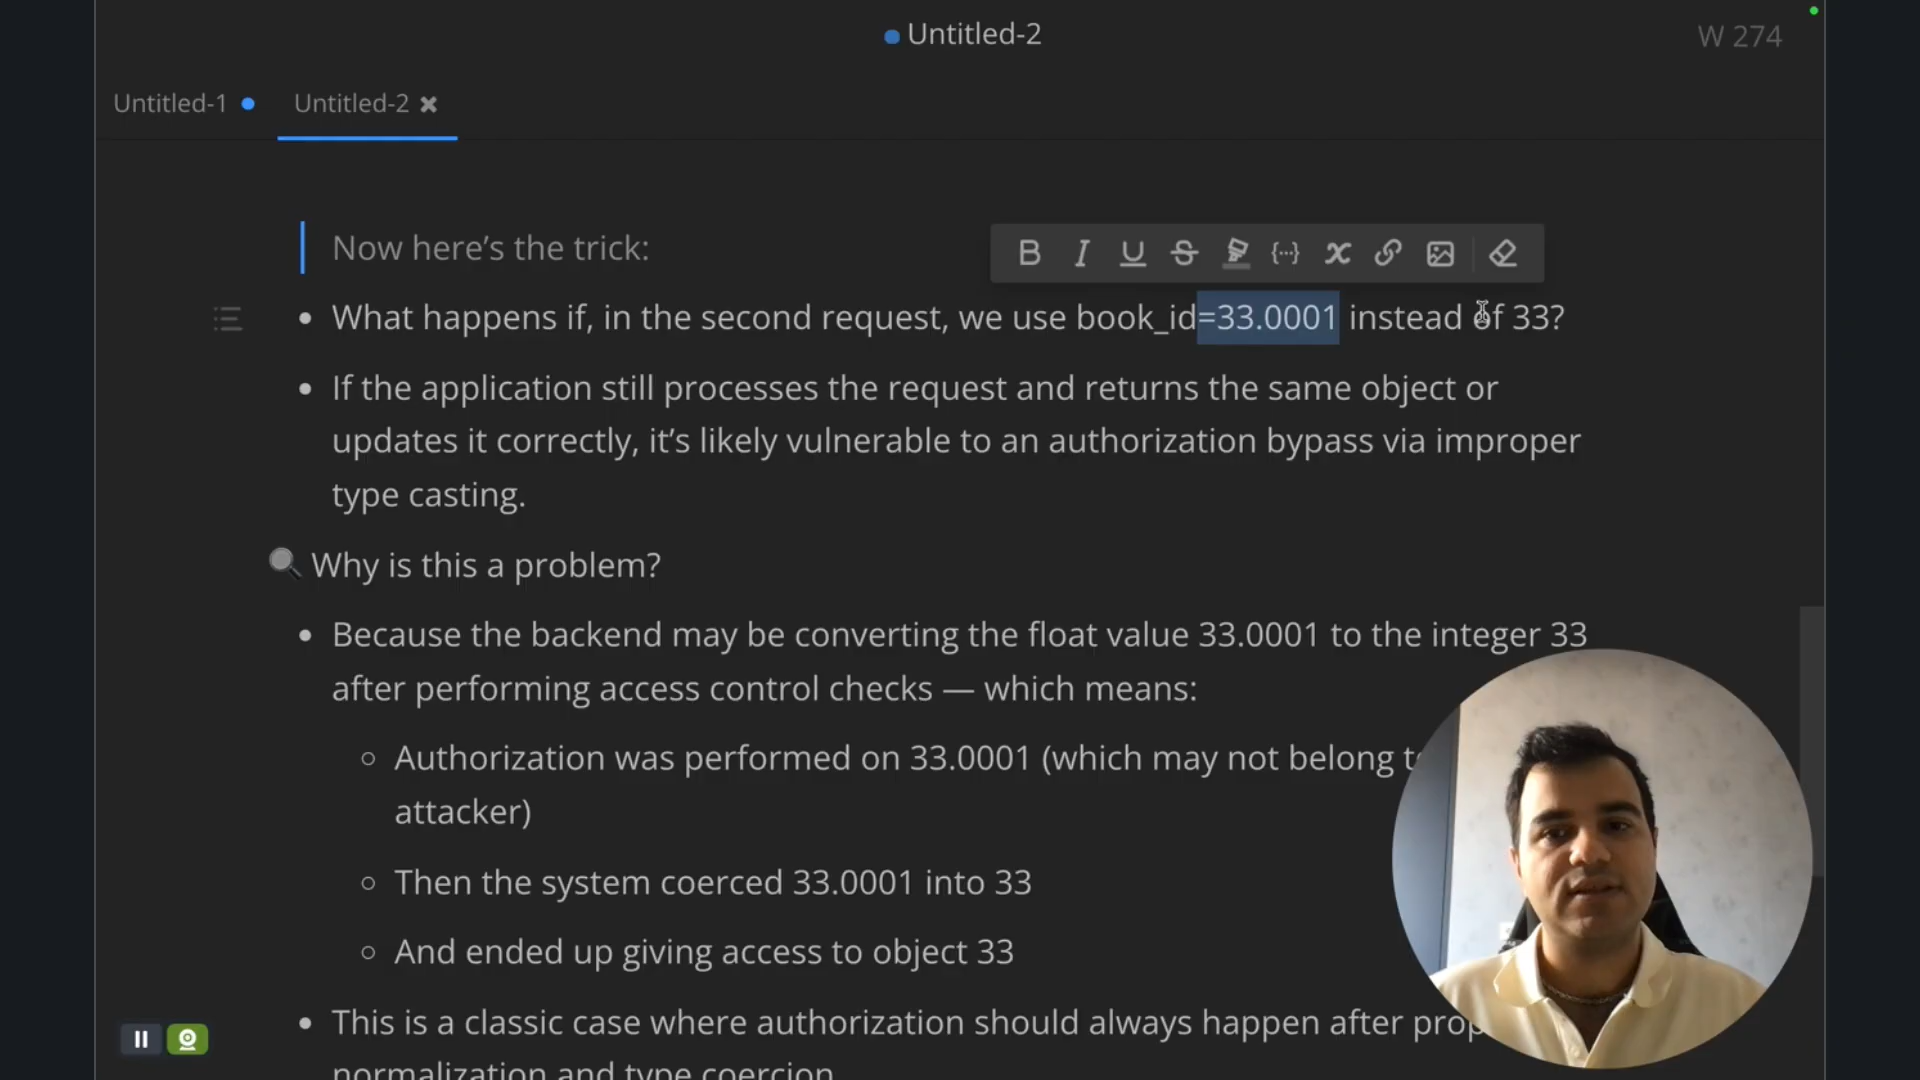 Untitled-2
W 274
Untitled-1
Untitled-2
Now here’s the trick:
What happens if, in the second request, we use book_id=33.0001 instead of 33?
If the application still processes the request and returns the same object or
updates it correctly, it’s likely vulnerable to an authorization bypass via improper
type casting.
Why is this a problem?
Because the backend may be converting the float value 33.0001 to the integer 33
after performing access control checks — which means:
Authorization was performed on 33.0001 (which may not belong
attacker)
Then the system coerced 33.0001 into 33
And ended up giving access to object 33
This is a classic case where authorization should always happen after
normalization and type coercion